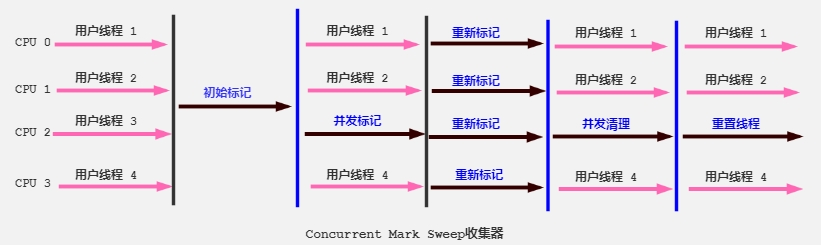 CPU 0 用户线程 1 用户线程 1 重新标记 用户线程 1 用户线程 1
CPU 1 用户线程 2 初始标记 用户线程 2 重新标记 用户线程 2 用户线程 2
CPU 2 用户线程 3 并发标记 重新标记 并发清理 重置线程
CPU 3 用户线程 4 用户线程 4 重新标记 用户线程 4 用户线程 4
Concurrent Mark Sweep收集器